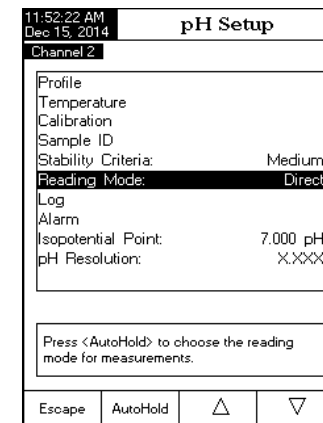 11:52:22 AM
Dec 15, 2014
pH Setup
Channel 2
Profile
Temperature
Calibration
Sample ID
Stability Criteria: Medium
Reading Mode: Direct
Log
Alarm
Isopotential Point: 7.000 pH
pH Resolution: X.XXX
Press <AutoHold> to choose the reading
mode for measurements.
Escape AutoHold △ ▽